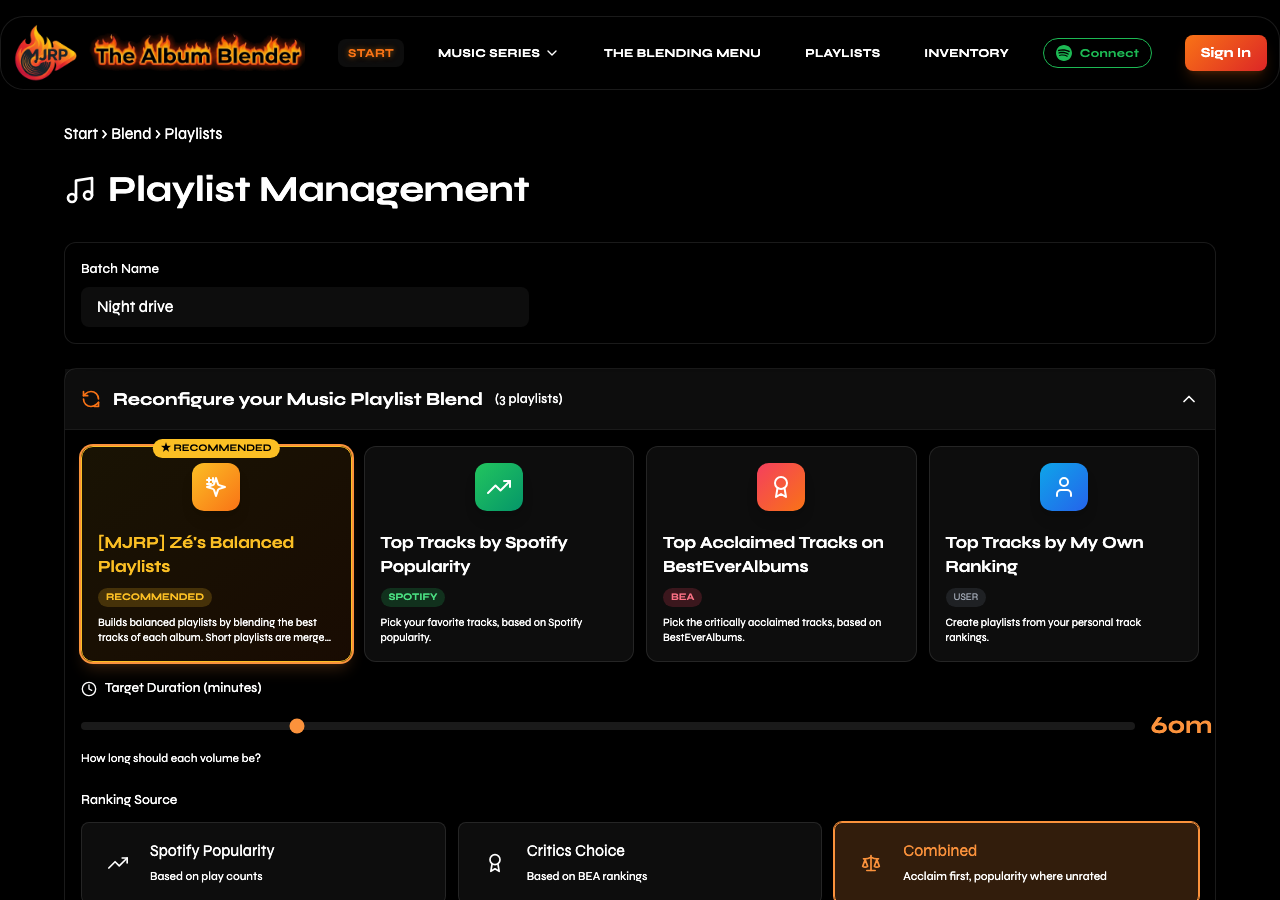 MJRP
The Album Blender
START
MUSIC SERIES
THE BLENDING MENU
PLAYLISTS
INVENTORY
Connect
Sign In
Start › Blend › Playlists
Playlist Management
Batch Name
Night drive
Reconfigure your Music Playlist Blend (3 playlists)
★ RECOMMENDED
[MJRP] Zé's Balanced
Playlists
RECOMMENDED
Builds balanced playlists by blending the best
tracks of each album. Short playlists are merge…
Top Tracks by Spotify
Popularity
SPOTIFY
Pick your favorite tracks, based on Spotify
popularity.
Top Acclaimed Tracks on
BestEverAlbums
BEA
Pick the critically acclaimed tracks, based on
BestEverAlbums.
Top Tracks by My Own
Ranking
USER
Create playlists from your personal track
rankings.
Target Duration (minutes)
60m
How long should each volume be?
Ranking Source
Spotify Popularity
Based on play counts
Critics Choice
Based on BEA rankings
Combined
Acclaim first, popularity where unrated